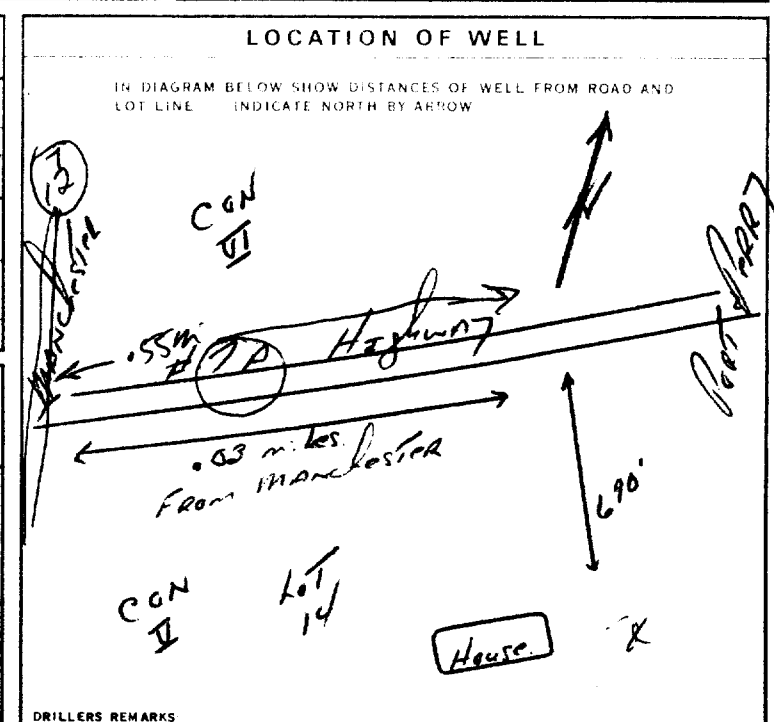 LOCATION OF WELL
IN DIAGRAM BELOW SHOW DISTANCES OF WELL FROM ROAD AND
LOT LINE INDICATE NORTH BY ARROW
12
CON
VI
N
MANCHESTER
PORT PERRY
.55m
# 7A
HIGHWAY
.03 miles
FROM MANCHESTER
690'
CON
V
LOT
14
House
X
DRILLERS REMARKS